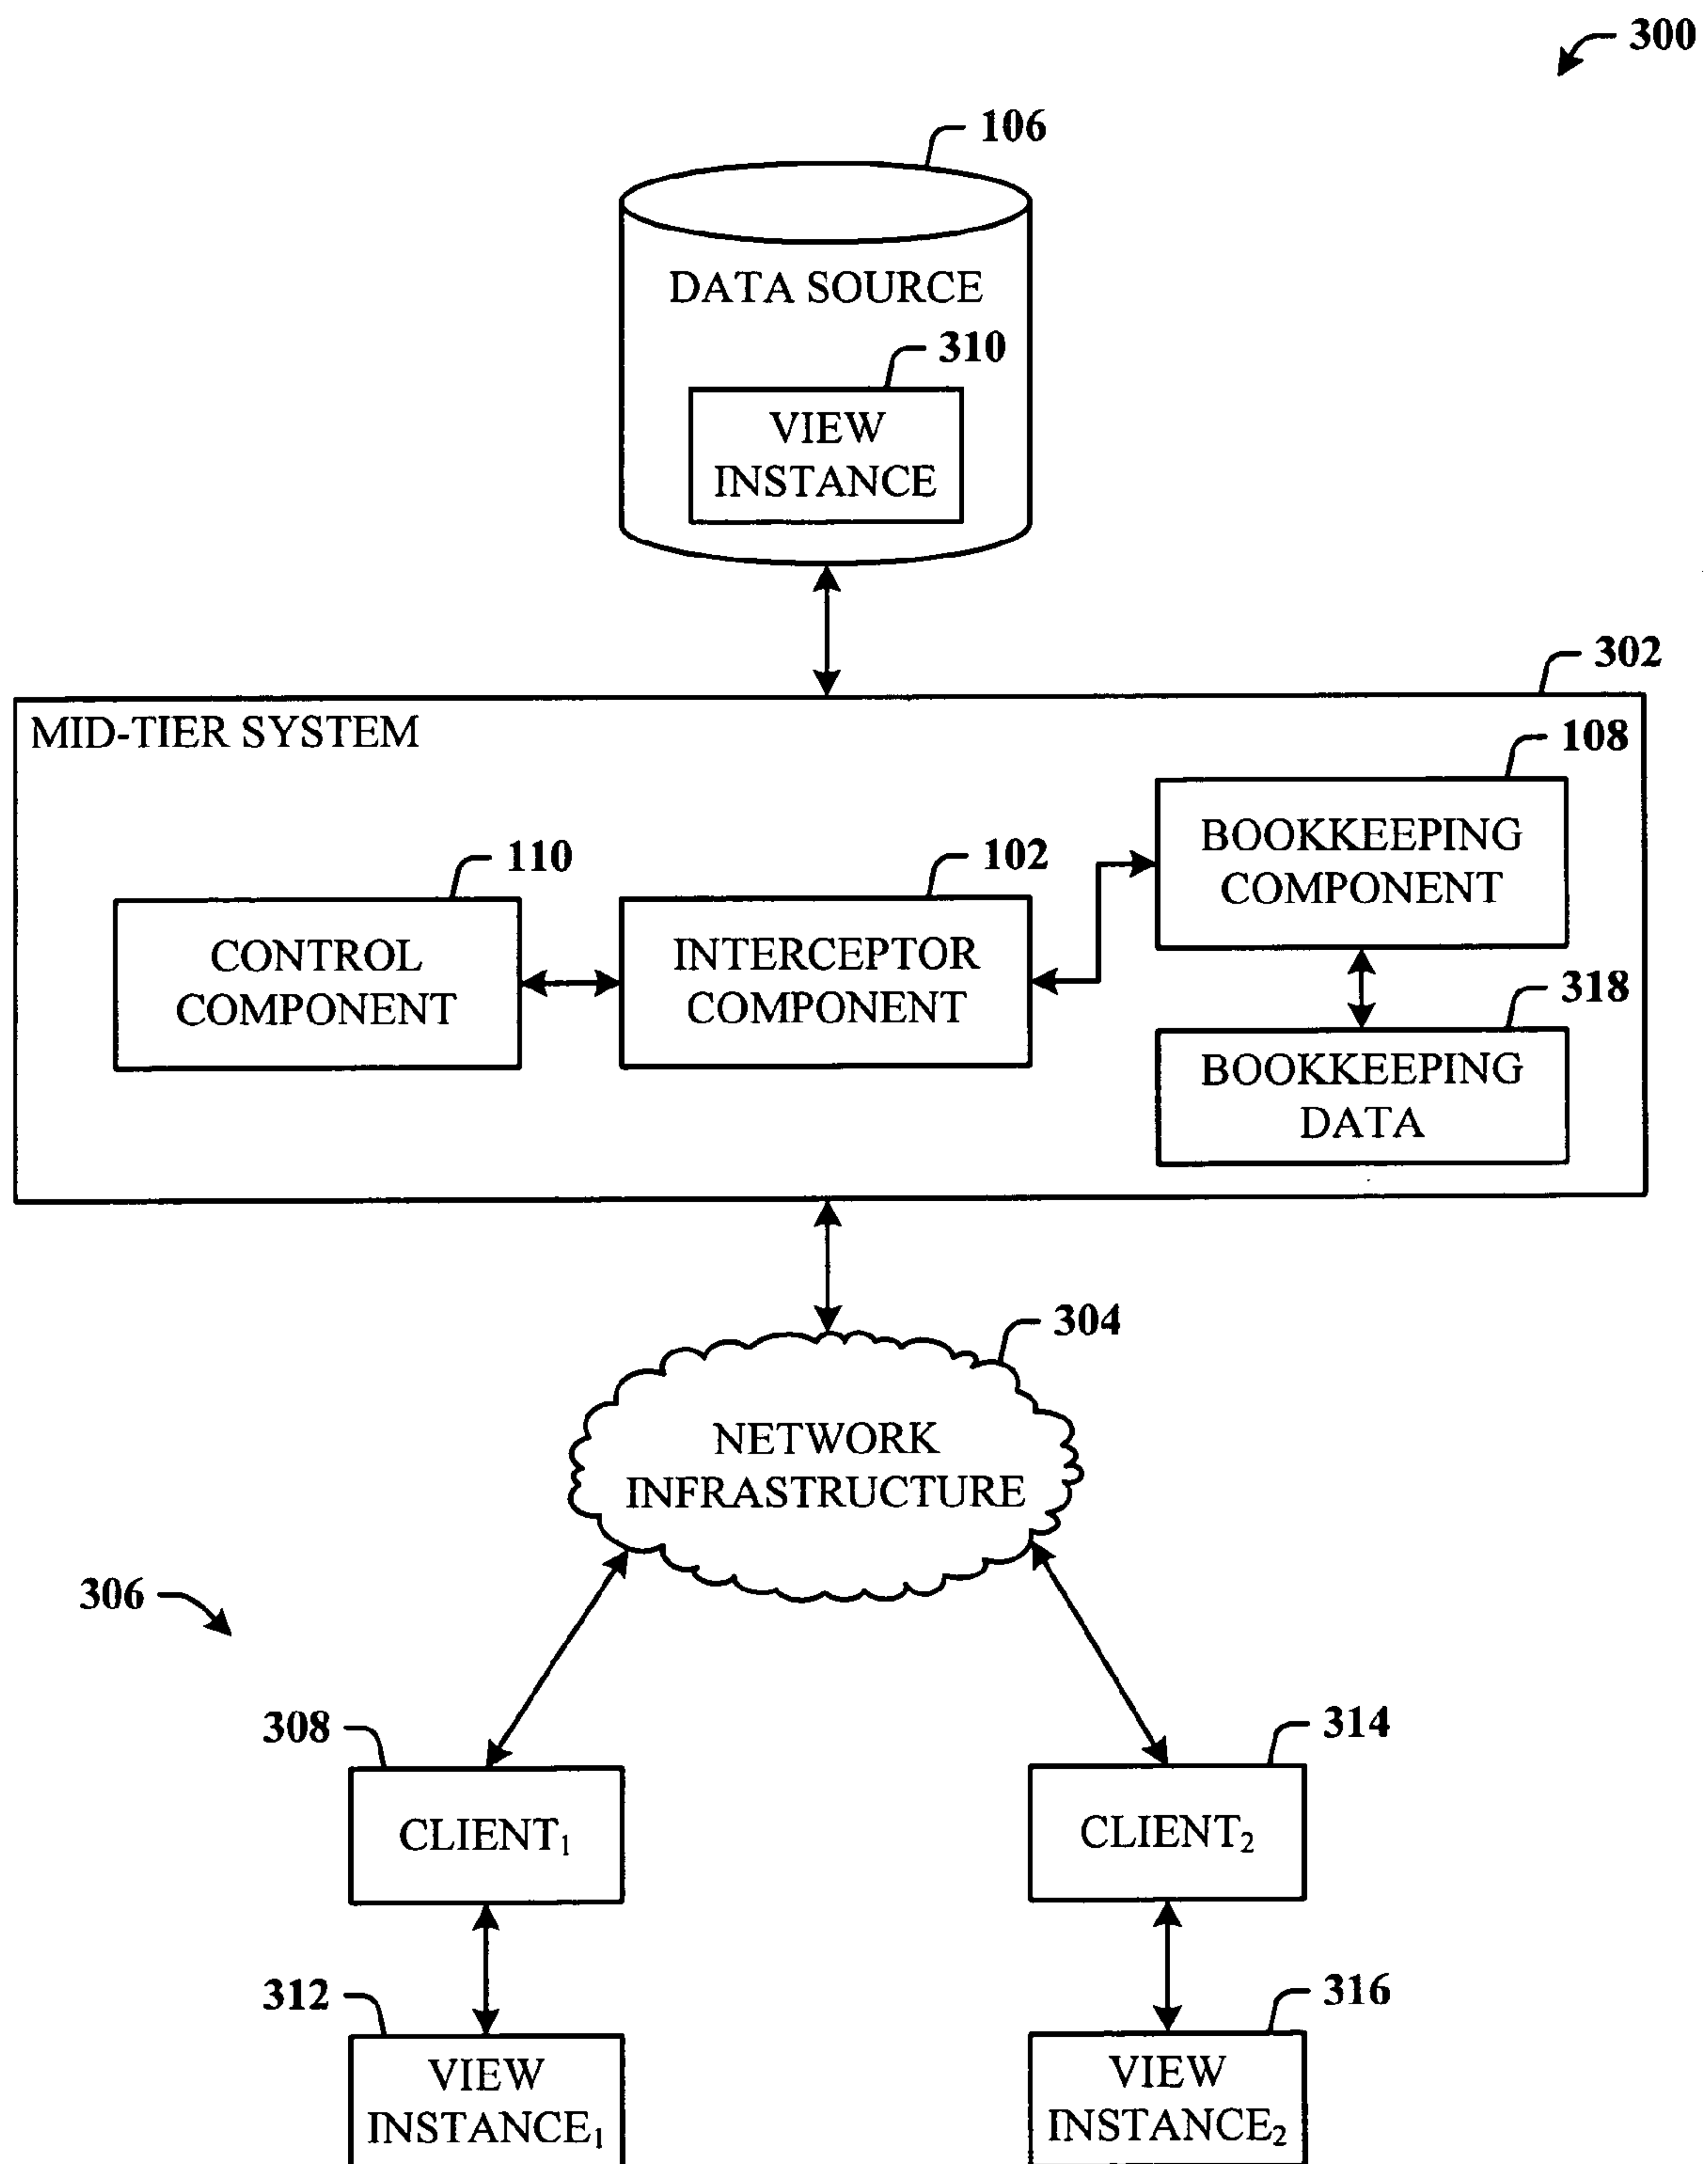 300
106
DATA SOURCE
310
VIEW
INSTANCE
302
MID-TIER SYSTEM
108
BOOKKEEPING
COMPONENT
110
CONTROL
COMPONENT
102
INTERCEPTOR
COMPONENT
318
BOOKKEEPING
DATA
304
NETWORK
INFRASTRUCTURE
306
308
CLIENT₁
314
CLIENT₂
312
VIEW
INSTANCE₁
316
VIEW
INSTANCE₂